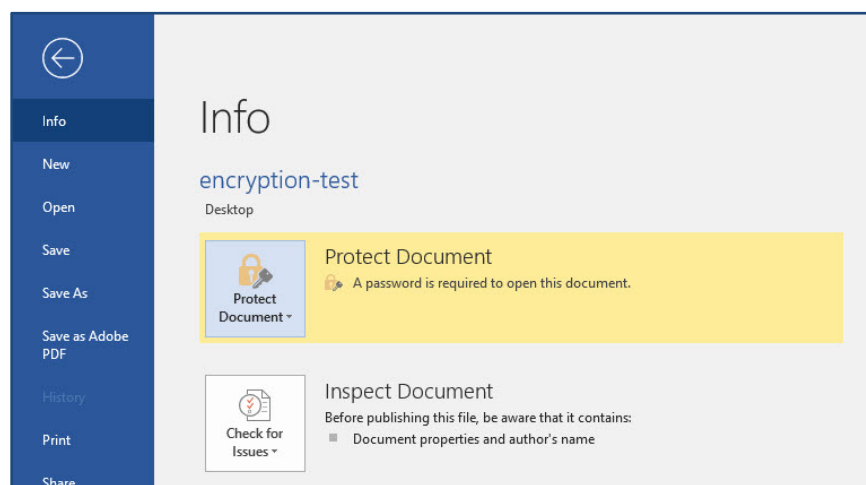 Info
New
Open
Save
Save As
Save as Adobe
PDF
History
Print
Share
Info
encryption-test
Desktop
Protect
Document
Protect Document
A password is required to open this document.
Check for
Issues
Inspect Document
Before publishing this file, be aware that it contains:
Document properties and author's name